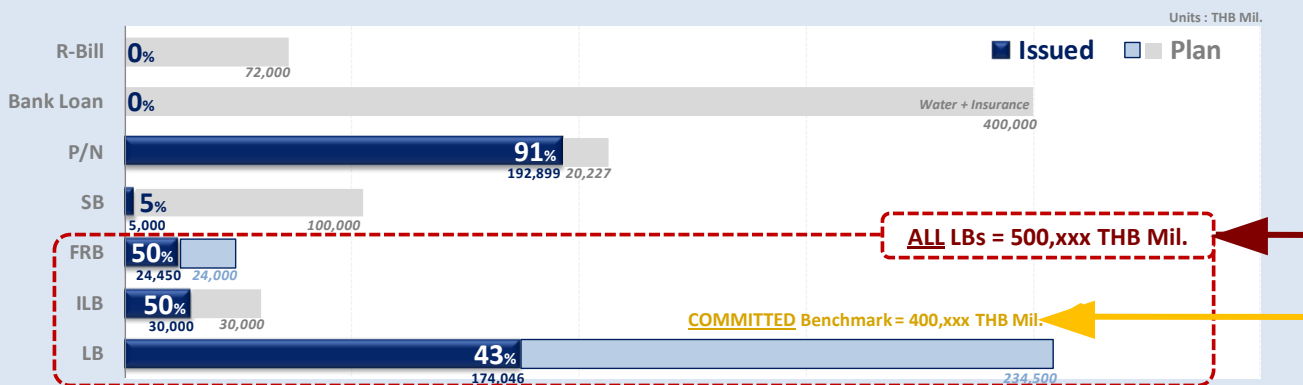 Units : THB Mil.
Issued Plan
R-Bill 0%
72,000
Bank Loan 0% Water + Insurance
400,000
P/N 91%
192,899 20,227
SB 5%
5,000 100,000
ALL LBs = 500,xxx THB Mil.
FRB 50%
24,450 24,000
ILB 50%
30,000 30,000
COMMITTED Benchmark = 400,xxx THB Mil.
LB 43%
174,046 234,500